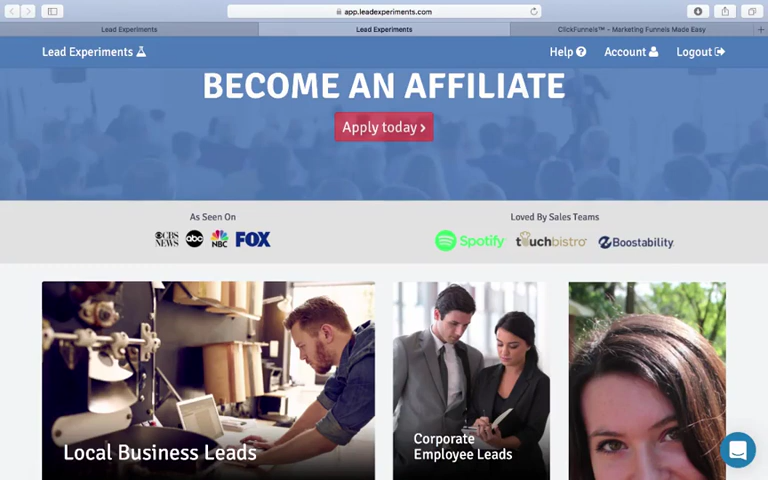 app.leadexperiments.com
Lead Experiments
Lead Experiments
ClickFunnels™ - Marketing Funnels Made Easy
Lead Experiments
Help
Account
Logout
BECOME AN AFFILIATE
Apply today
As Seen On
Loved By Sales Teams
CBS
NEWS
abc
NBC
FOX
Spotify
touchbistro
Boostability
Local Business Leads
Corporate
Employee Leads